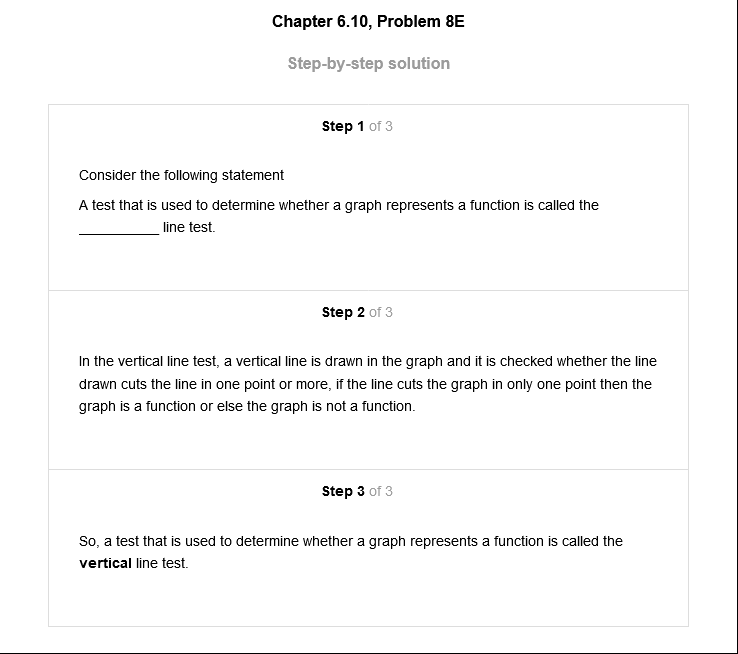 Chapter 6.10, Problem 8E
Step-by-step solution
Step 1 of 3
Consider the following statement
A test that is used to determine whether a graph represents a function is called the
__________ line test.
Step 2 of 3
In the vertical line test, a vertical line is drawn in the graph and it is checked whether the line
drawn cuts the line in one point or more, if the line cuts the graph in only one point then the
graph is a function or else the graph is not a function.
Step 3 of 3
So, a test that is used to determine whether a graph represents a function is called the
vertical line test.